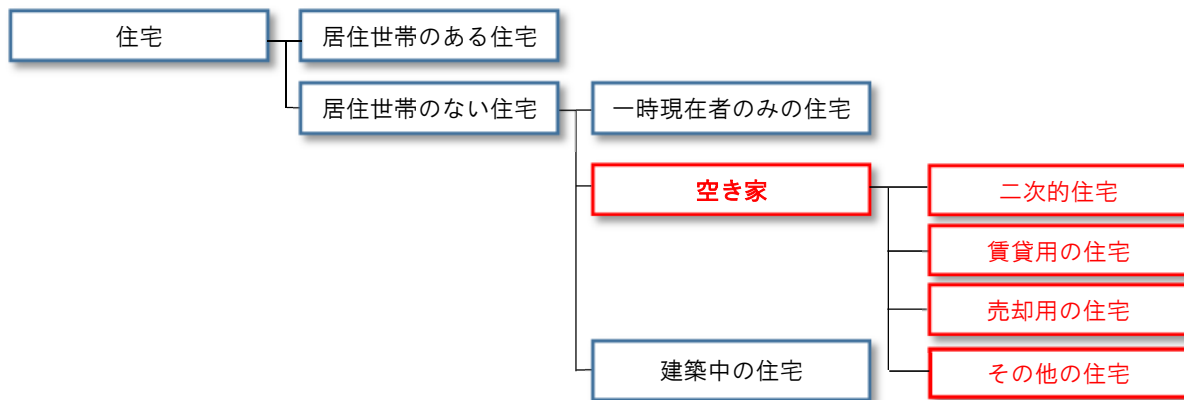 住宅
居住世帯のある住宅
居住世帯のない住宅
一時現在者のみの住宅
空き家
二次的住宅
賃貸用の住宅
売却用の住宅
建築中の住宅
その他の住宅